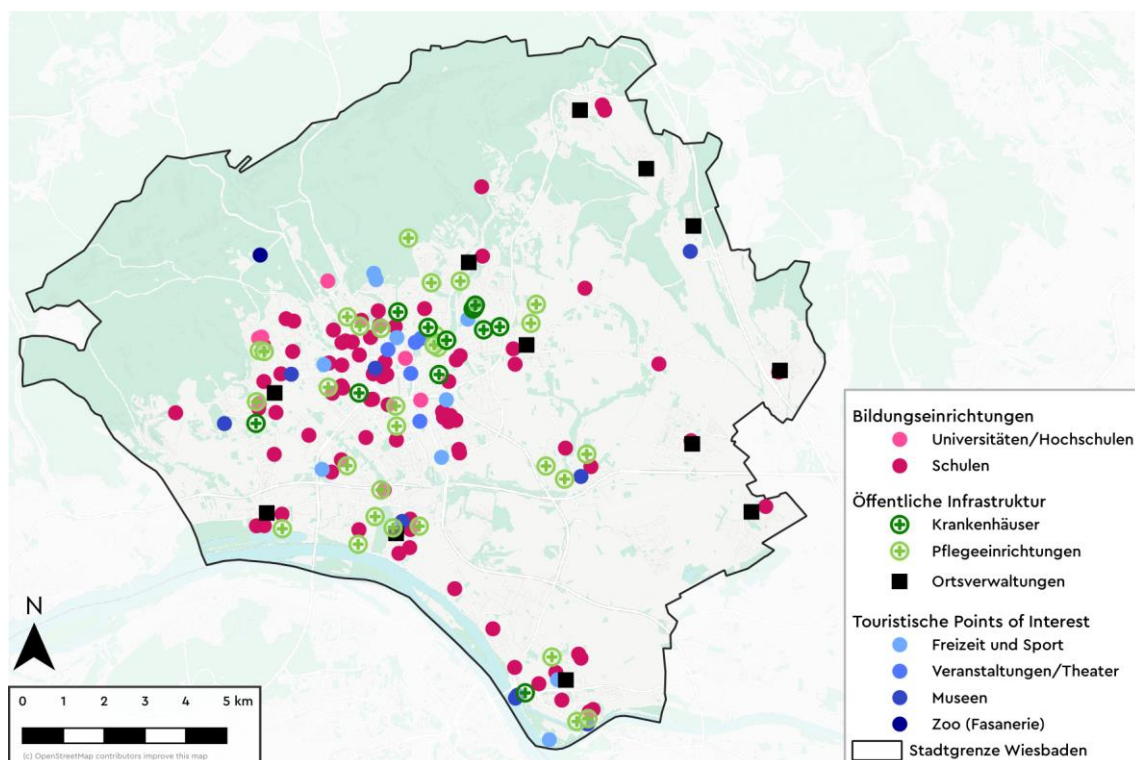 Bildungseinrichtungen
Universitäten/Hochschulen
Schulen
Öffentliche Infrastruktur
Krankenhäuser
Pflegeeinrichtungen
Ortsverwaltungen
Touristische Points of Interest
Freizeit und Sport
Veranstaltungen/Theater
Museen
Zoo (Fasanerie)
Stadtgrenze Wiesbaden
N
0 1 2 3 4 5 km
(c) OpenStreetMap contributors improve this map